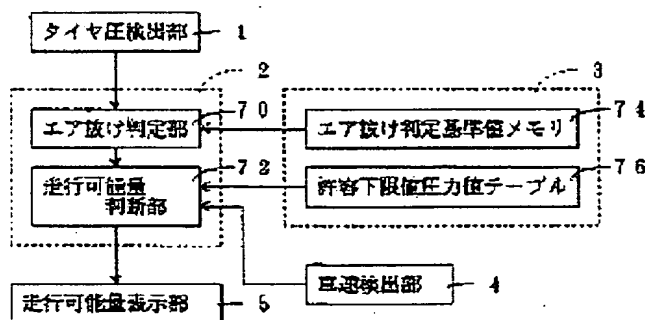 タイヤ圧検出部
1
2
3
エア抜け判定部
70
エア抜け判定基準値メモリ
74
走行可能量
判断部
72
許容下限値圧力値テーブル
76
車速検出部
4
走行可能量表示部
5